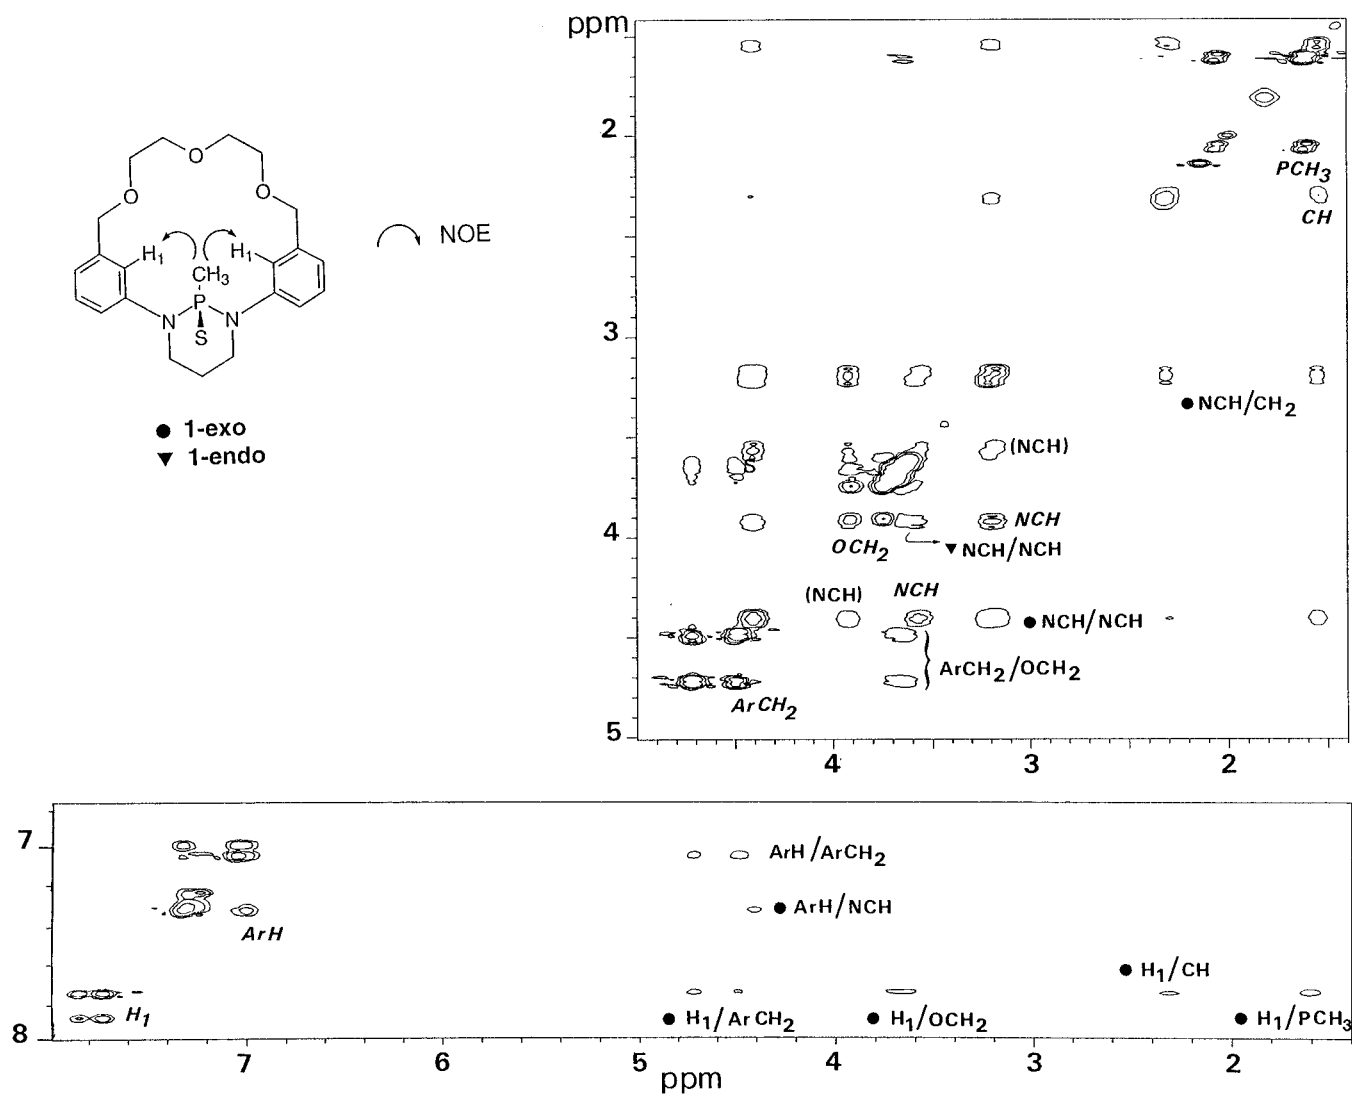 ppm
2
3
4
5
4
3
2
PCH3
CH
● NCH/CH2
(NCH)
S
NCH
OCH2
▼ NCH/NCH
(NCH)
NCH
● NCH/NCH
ArCH2/OCH2
ArCH2
O
O
O
H1
H1
CH3
P
N
N
S
NOE
● 1-exo
▼ 1-endo
7
8
ArH/ArCH2
● ArH/NCH
ArH
● H1/CH
H1
● H1/ArCH2
● H1/OCH2
● H1/PCH3
7
6
5
4
3
2
ppm